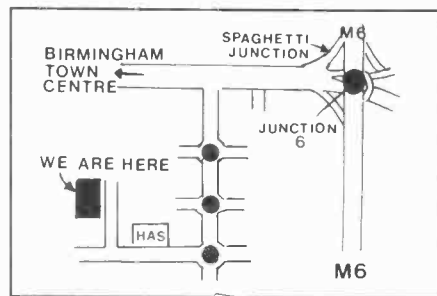 M6
SPAGHETTI
JUNCTION
BIRMINGHAM
TOWN
CENTRE
JUNCTION
6
WE ARE HERE
HAS
M6